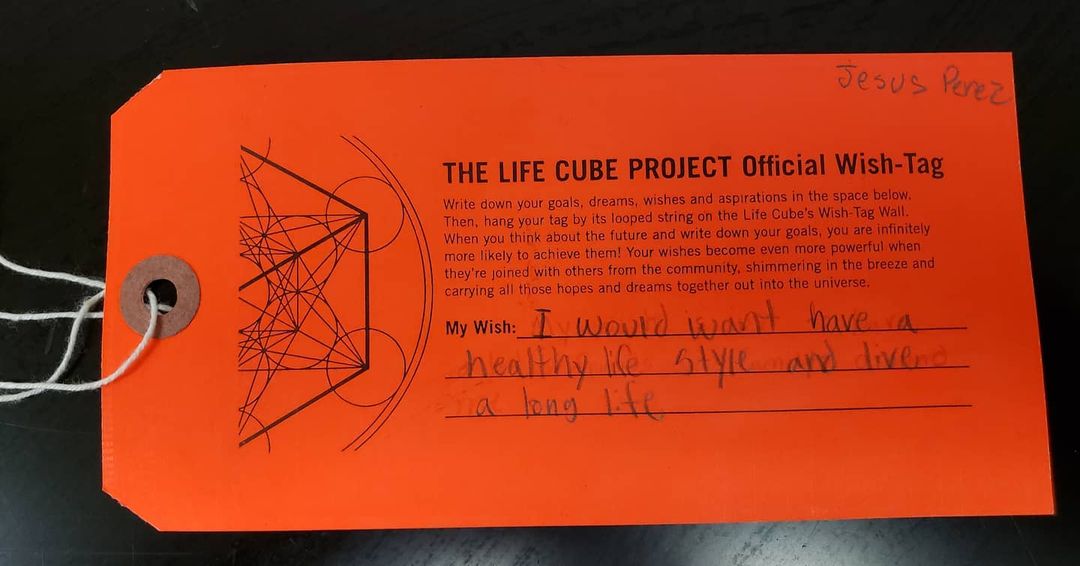 Jesus Perez
THE LIFE CUBE PROJECT Official Wish-Tag
Write down your goals, dreams, wishes and aspirations in the space below.
Then, hang your tag by its looped string on the Life Cube's Wish-Tag Wall.
When you think about the future and write down your goals, you are infinitely
more likely to achieve them! Your wishes become even more powerful when
they're joined with others from the community, shimmering in the breeze and
carrying all those hopes and dreams together out into the universe.
My Wish: I would want have a
healthy life style and
a long life